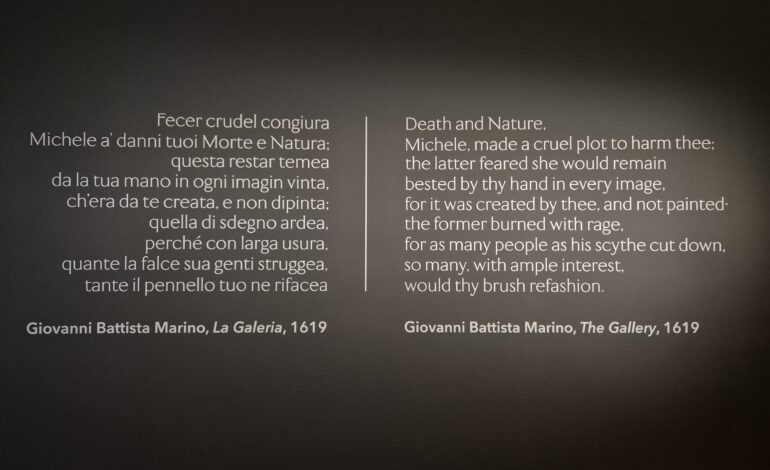 Fecer crudel congiura
Michele a' danni tuoi Morte e Natura;
questa restar temea
da la tua mano in ogni imagin vinta,
ch'era da te creata, e non dipinta;
quella di sdegno ardea,
perché con larga usura,
quante la falce sua genti struggea,
tante il pennello tuo ne rifacea
Giovanni Battista Marino, La Galeria, 1619
Death and Nature,
Michele, made a cruel plot to harm thee;
the latter feared she would remain
bested by thy hand in every image,
for it was created by thee, and not painted·
the former burned with rage,
for as many people as his scythe cut down,
so many, with ample interest,
would thy brush refashion.
Giovanni Battista Marino, The Gallery, 1619